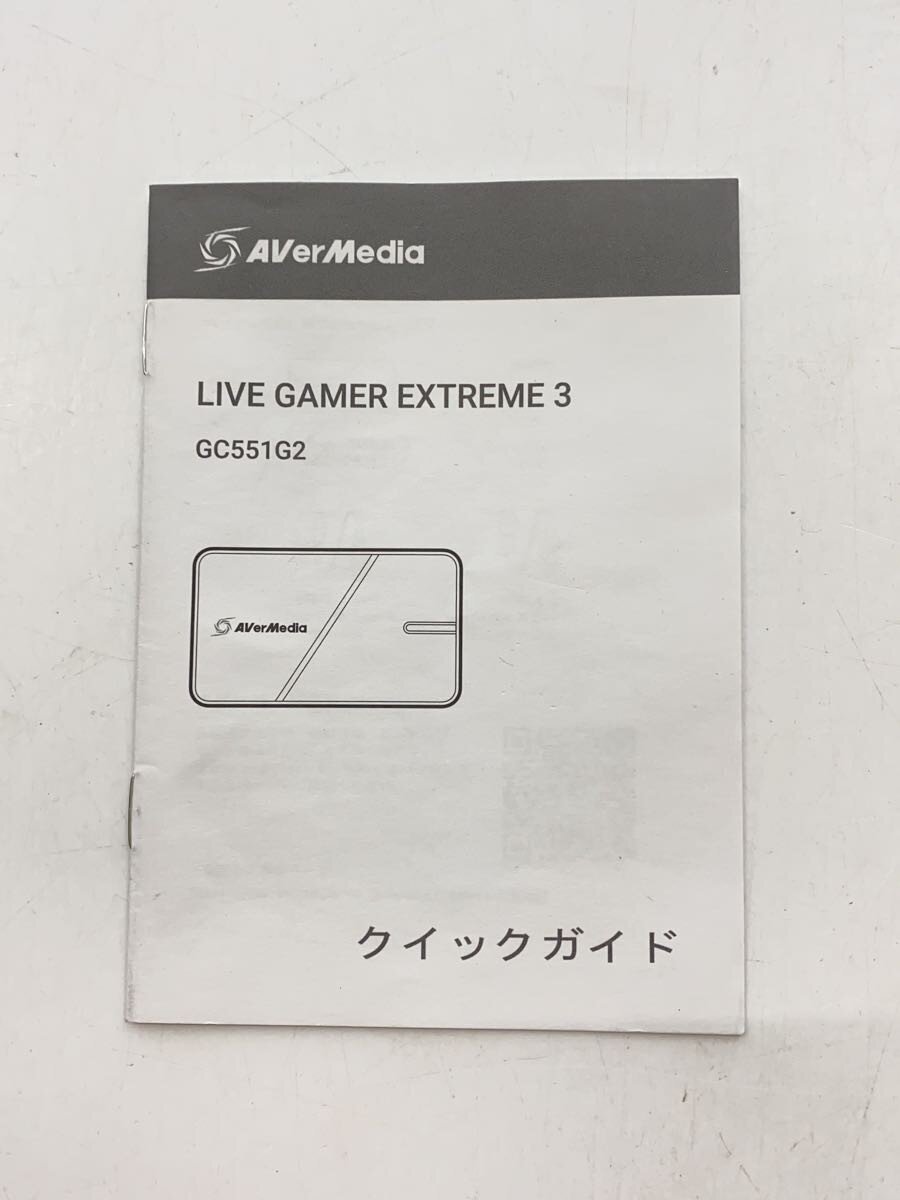 AVerMedia
LIVE GAMER EXTREME 3
GC551G2
AVerMedia
クイックガイド